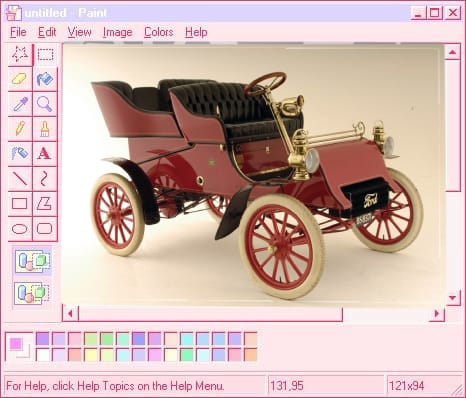 untitled - Paint
File Edit View Image Colors Help
A
Ford
For Help, click Help Topics on the Help Menu.
131,95
121x94